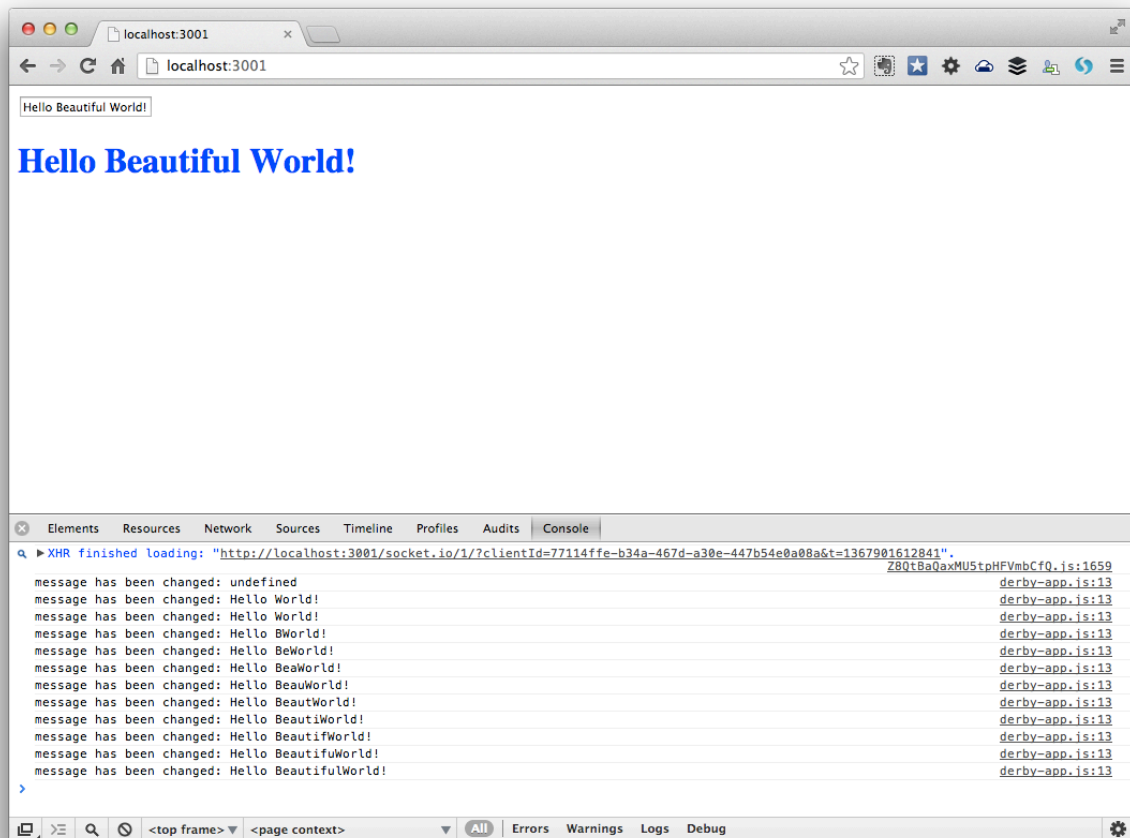 localhost:3001
localhost:3001
Hello Beautiful World!
Hello Beautiful World!
Elements Resources Network Sources Timeline Profiles Audits Console
XHR finished loading: "http://localhost:3001/socket.io/1/?clientId=77114ffe-b34a-467d-a30e-447b54e0a08a&t=1367901612841".
Z8QtBaQaxMU5tpHFVmbCfQ.js:1659
message has been changed: undefined derby-app.js:13
message has been changed: Hello World! derby-app.js:13
message has been changed: Hello World! derby-app.js:13
message has been changed: Hello BWorld! derby-app.js:13
message has been changed: Hello BeWorld! derby-app.js:13
message has been changed: Hello BeaWorld! derby-app.js:13
message has been changed: Hello BeauWorld! derby-app.js:13
message has been changed: Hello BeautWorld! derby-app.js:13
message has been changed: Hello BeautiWorld! derby-app.js:13
message has been changed: Hello BeautifWorld! derby-app.js:13
message has been changed: Hello BeautifuWorld! derby-app.js:13
message has been changed: Hello BeautifulWorld! derby-app.js:13
<top frame> <page context> All Errors Warnings Logs Debug